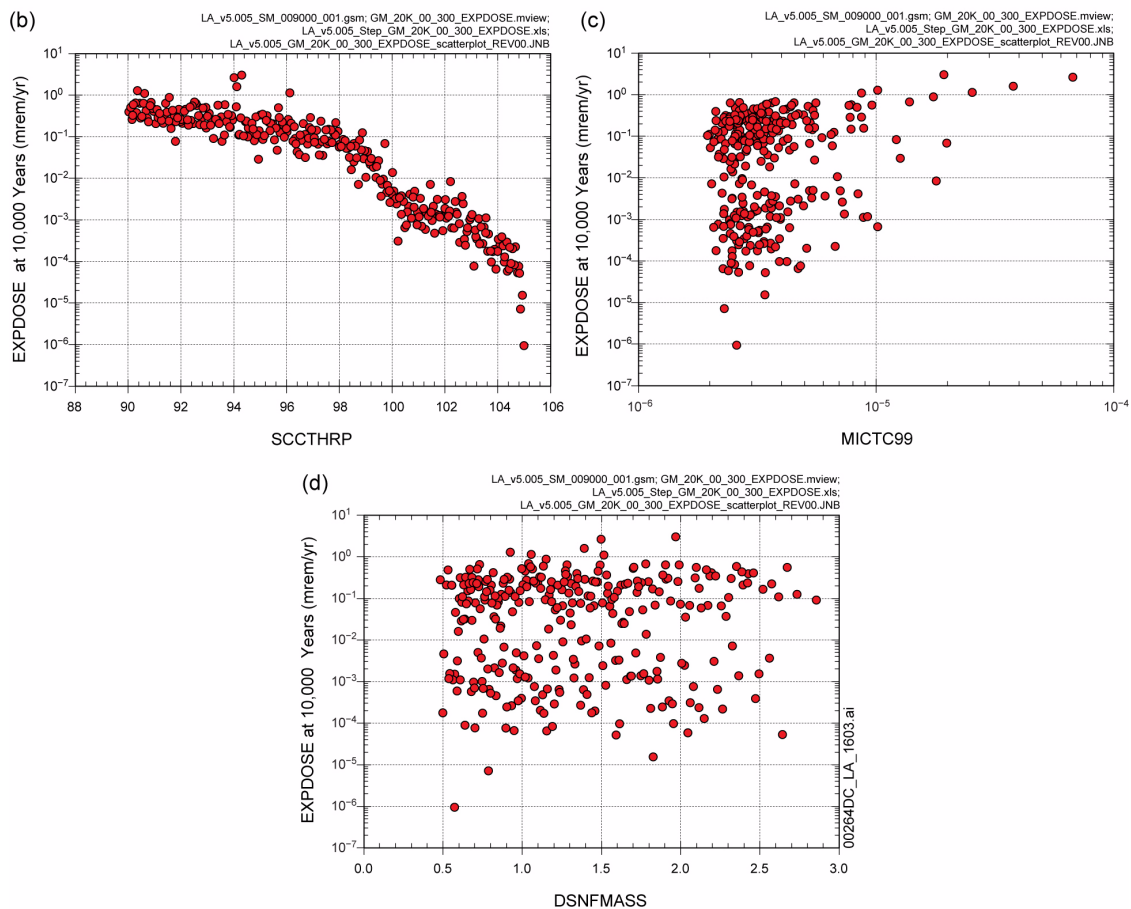 (b)
LA_v5.005_SM_009000_001.gsm; GM_20K_00_300_EXPDOSE.mview;
LA_v5.005_Step_GM_20K_00_300_EXPDOSE.xls;
LA_v5.005_GM_20K_00_300_EXPDOSE_scatterplot_REV00.JNB
EXPDOSE at 10,000 Years (mrem/yr)
10^1
10^0
10^-1
10^-2
10^-3
10^-4
10^-5
10^-6
10^-7
88 90 92 94 96 98 100 102 104 106
SCCTHRP
(c)
LA_v5.005_SM_009000_001.gsm; GM_20K_00_300_EXPDOSE.mview;
LA_v5.005_Step_GM_20K_00_300_EXPDOSE.xls;
LA_v5.005_GM_20K_00_300_EXPDOSE_scatterplot_REV00.JNB
EXPDOSE at 10,000 Years (mrem/yr)
10^1
10^0
10^-1
10^-2
10^-3
10^-4
10^-5
10^-6
10^-7
10^-6 10^-5 10^-4
MICTC99
(d)
LA_v5.005_SM_009000_001.gsm; GM_20K_00_300_EXPDOSE.mview;
LA_v5.005_Step_GM_20K_00_300_EXPDOSE.xls;
LA_v5.005_GM_20K_00_300_EXPDOSE_scatterplot_REV00.JNB
EXPDOSE at 10,000 Years (mrem/yr)
10^1
10^0
10^-1
10^-2
10^-3
10^-4
10^-5
10^-6
10^-7
0.0 0.5 1.0 1.5 2.0 2.5 3.0
DSNFMASS
00264DC_LA_1603.ai